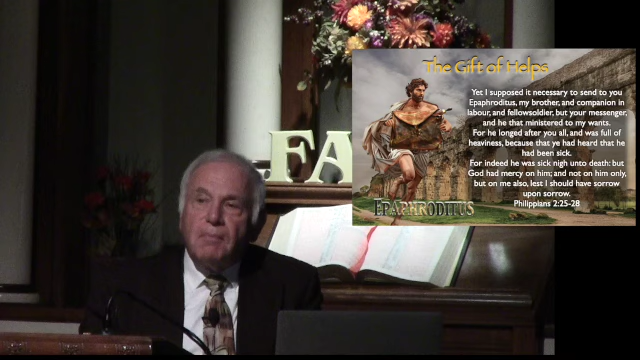 The Gift of Helps
Yet I supposed it necessary to send to you
Epaphroditus, my brother, and companion in
labour, and fellowsoldier, but your messenger,
and he that ministered to my wants.
For he longed after you all, and was full of
heaviness, because that ye had heard that he
had been sick.
For indeed he was sick nigh unto death: but
God had mercy on him; and not on him only,
but on me also, lest I should have sorrow
upon sorrow.
Philippians 2:25-28
EPAPHRODITUS
FA